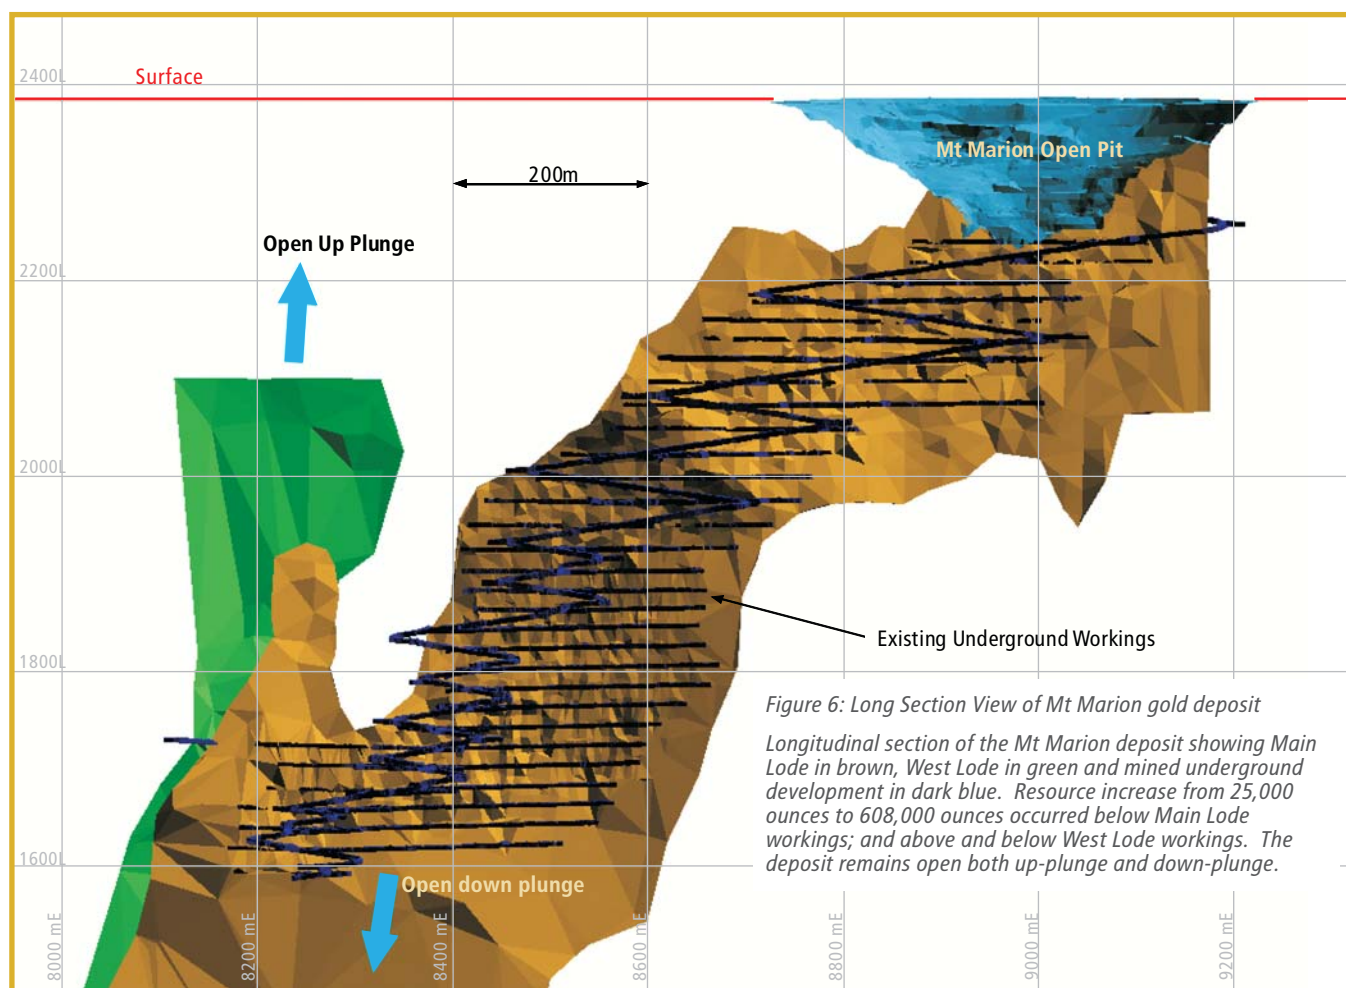 2400L
Surface
Mt Marion Open Pit
200m
Open Up Plunge
2200L
2000L
Existing Underground Workings
1800L
Figure 6: Long Section View of Mt Marion gold deposit
Longitudinal section of the Mt Marion deposit showing Main
Lode in brown, West Lode in green and mined underground
development in dark blue. Resource increase from 25,000
ounces to 608,000 ounces occurred below Main Lode
workings; and above and below West Lode workings. The
deposit remains open both up-plunge and down-plunge.
1600L
Open down plunge
8000 mE
8200 mE
8400 mE
8600 mE
8800 mE
9000 mE
9200 mE